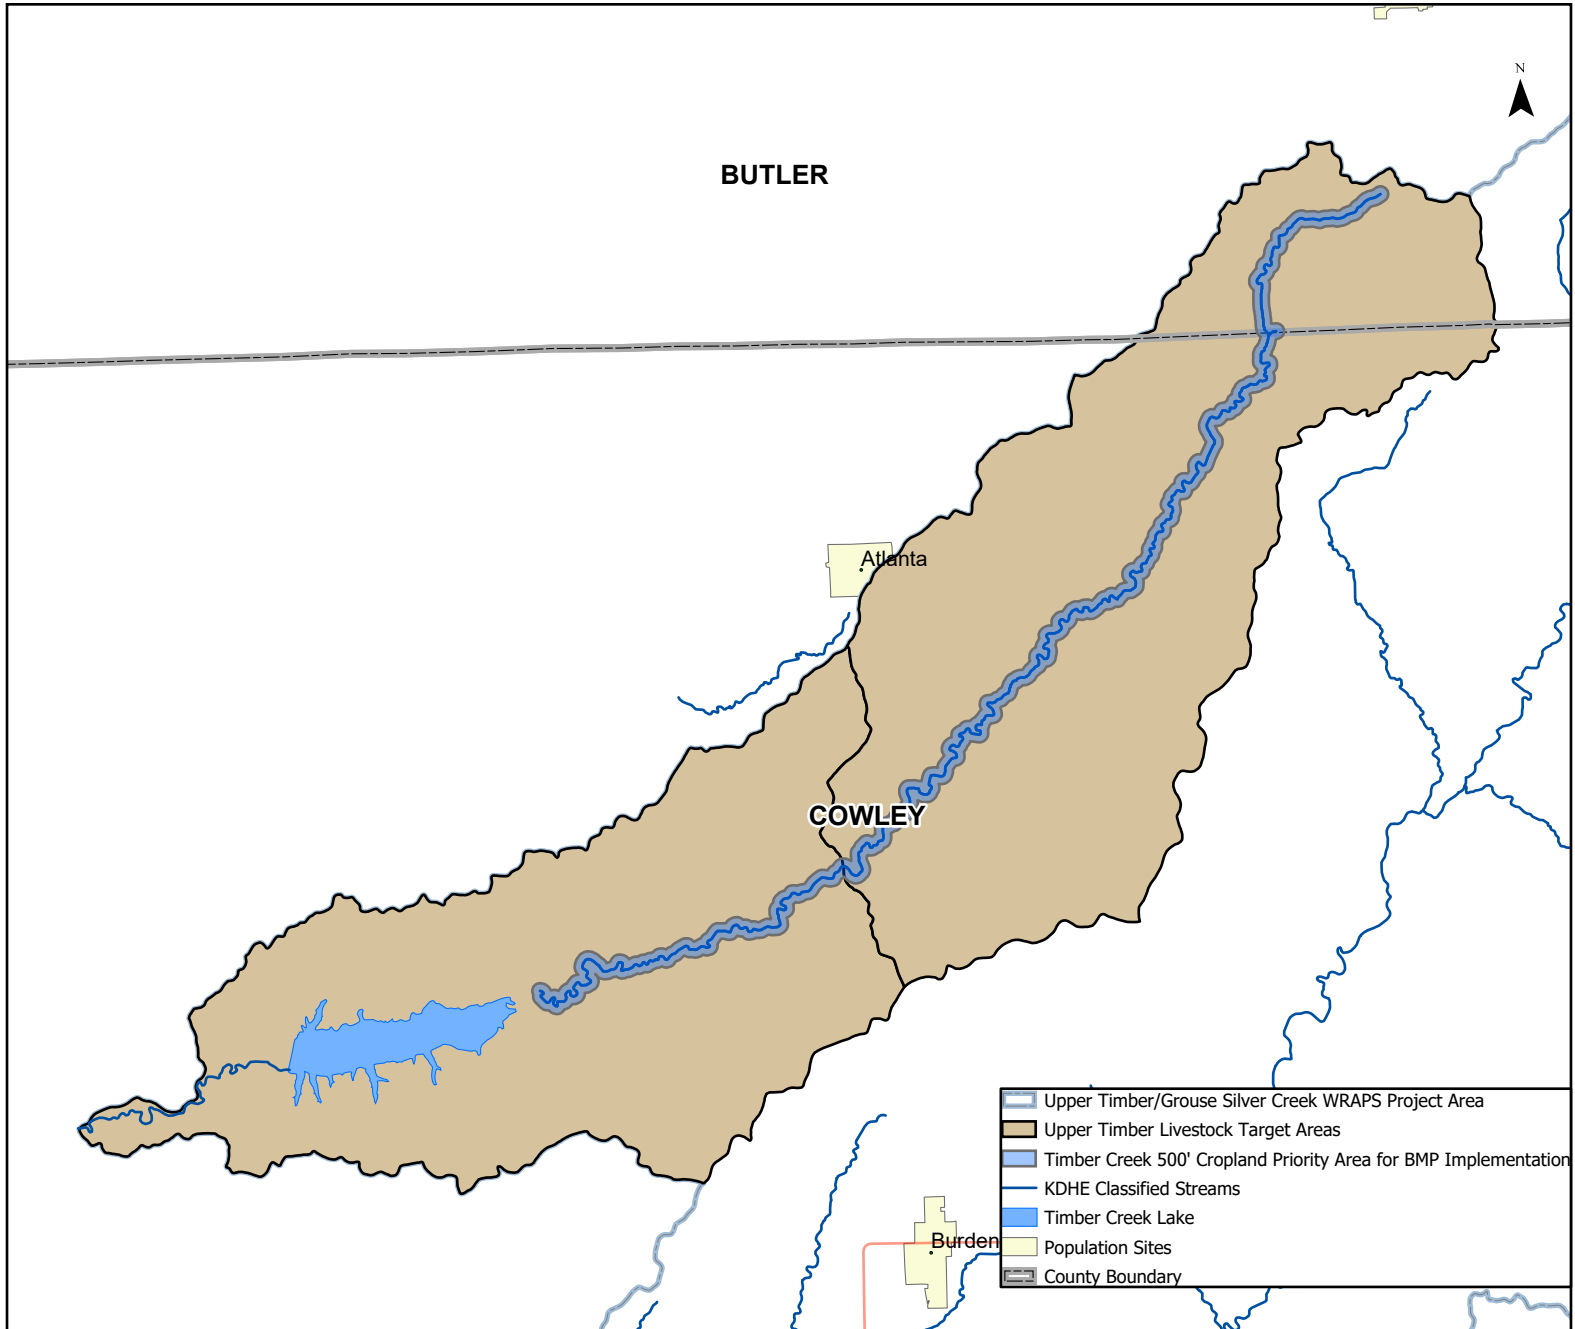 N
BUTLER
Atlanta
COWLEY
Burden
Upper Timber/Grouse Silver Creek WRAPS Project Area
Upper Timber Livestock Target Areas
Timber Creek 500' Cropland Priority Area for BMP Implementation
KDHE Classified Streams
Timber Creek Lake
Population Sites
County Boundary